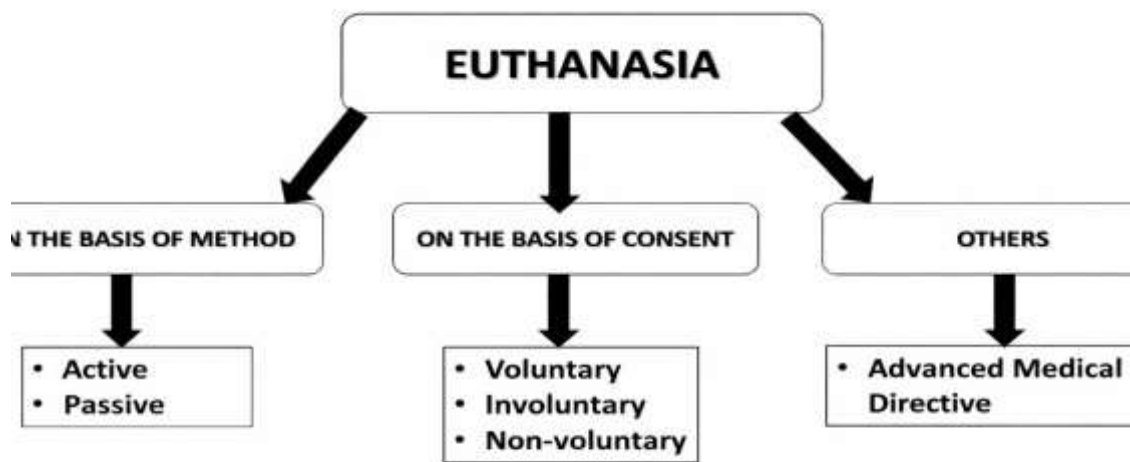 EUTHANASIA
N THE BASIS OF METHOD
ON THE BASIS OF CONSENT
OTHERS
• Active
• Passive
• Voluntary
• Involuntary
• Non-voluntary
• Advanced Medical
Directive